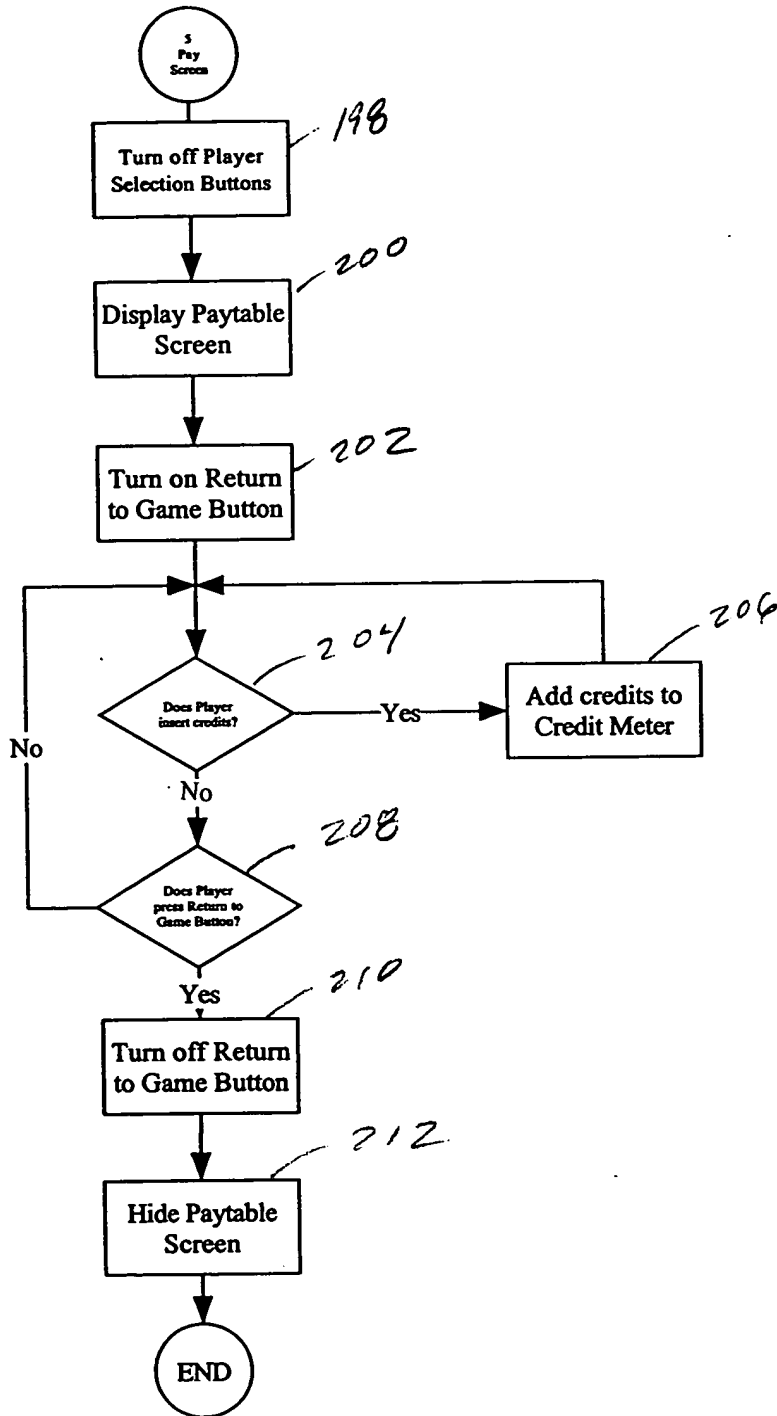 5
Pay
Screen
198
Turn off Player
Selection Buttons
200
Display Paytable
Screen
202
Turn on Return
to Game Button
204
206
Does Player
insert credits?
Yes
Add credits to
Credit Meter
No
No
208
Does Player
press Return to
Game Button?
Yes
210
Turn off Return
to Game Button
212
Hide Paytable
Screen
END